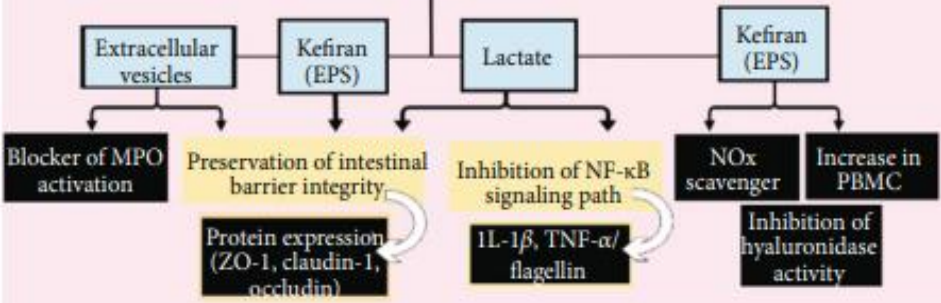 Extracellular
vesicles
Kefiran
(EPS)
Lactate
Kefiran
(EPS)
Blocker of MPO
activation
Preservation of intestinal
barrier integrity
Inhibition of NF-κB
signaling path
NOx
scavenger
Increase in
PBMC
Protein expression
(ZO-1, claudin-1,
occludin)
1L-1β, TNF-α/
flagellin
Inhibition of
hyaluronidase
activity